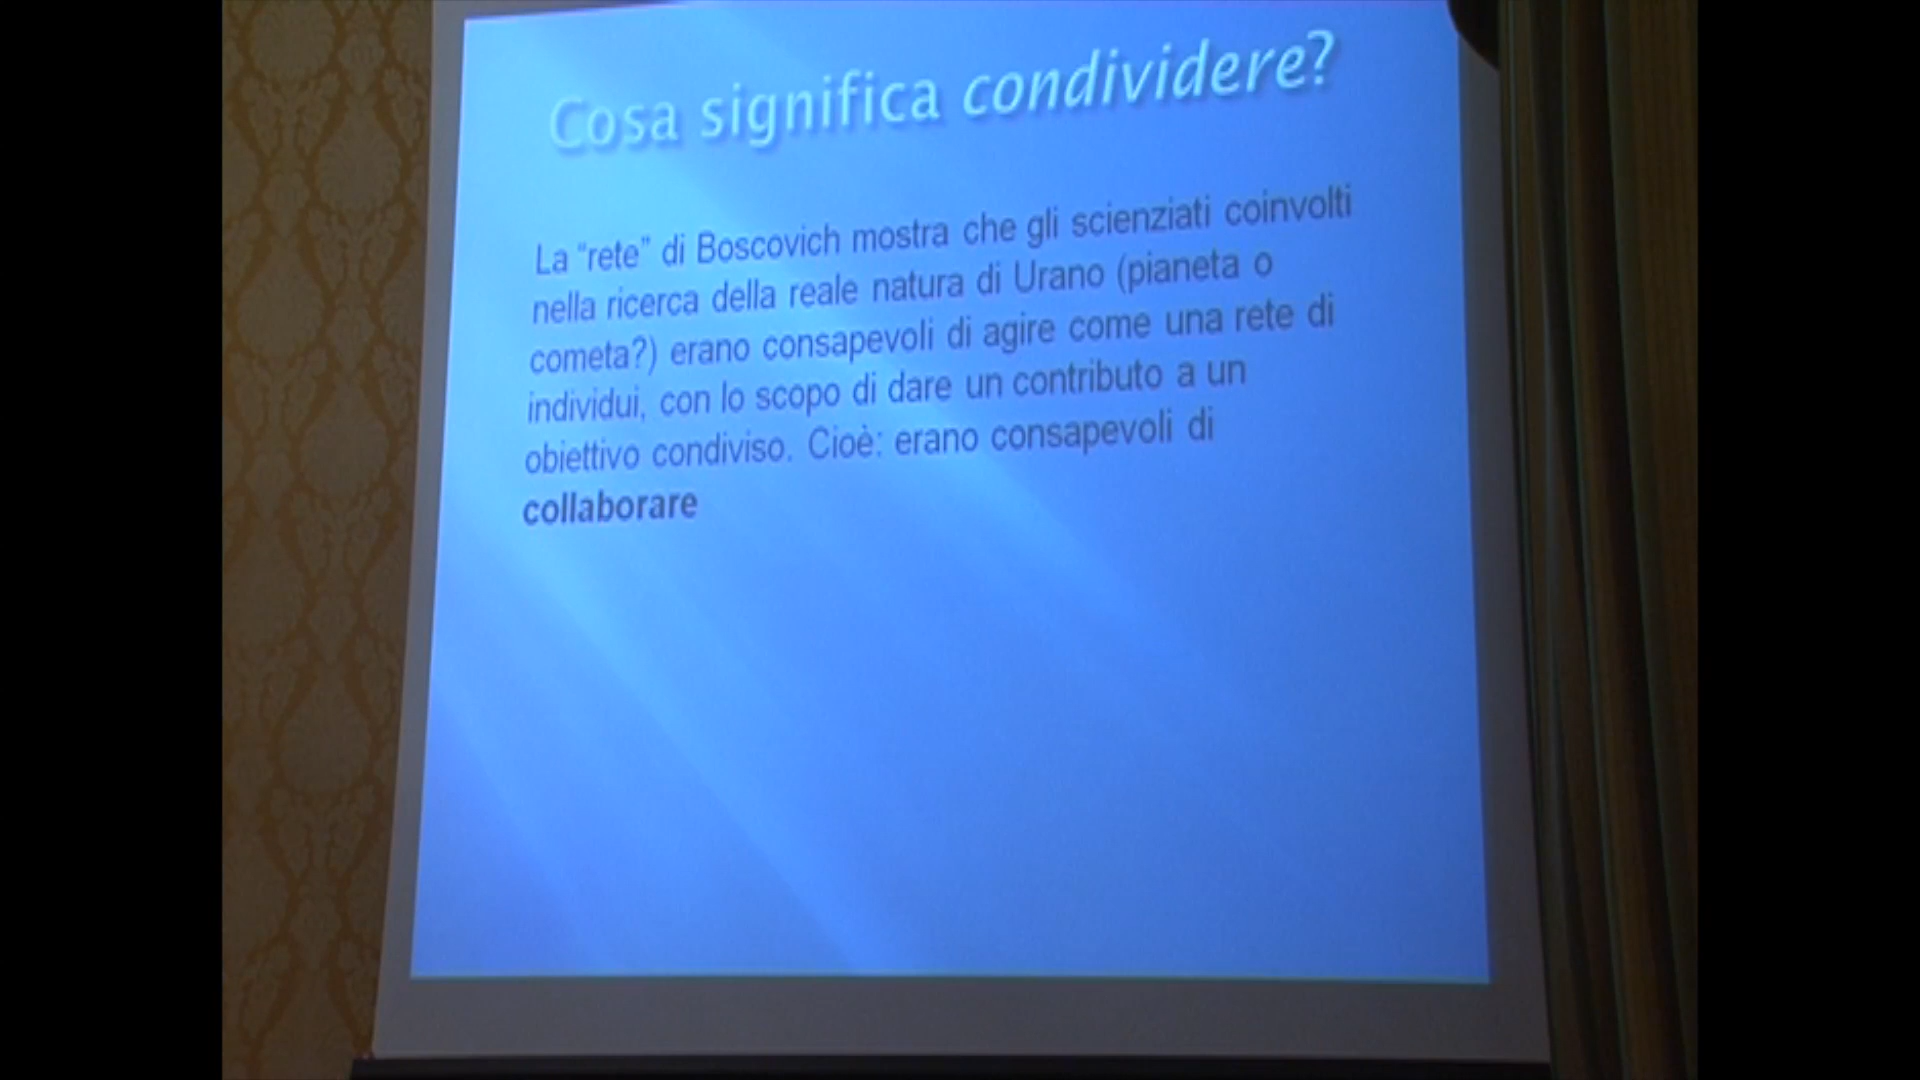 Cosa significa condividere?
La “rete” di Boscovich mostra che gli scienziati coinvolti
nella ricerca della reale natura di Urano (pianeta o
cometa?) erano consapevoli di agire come una rete di
individui, con lo scopo di dare un contributo a un
obiettivo condiviso. Cioè: erano consapevoli di
collaborare